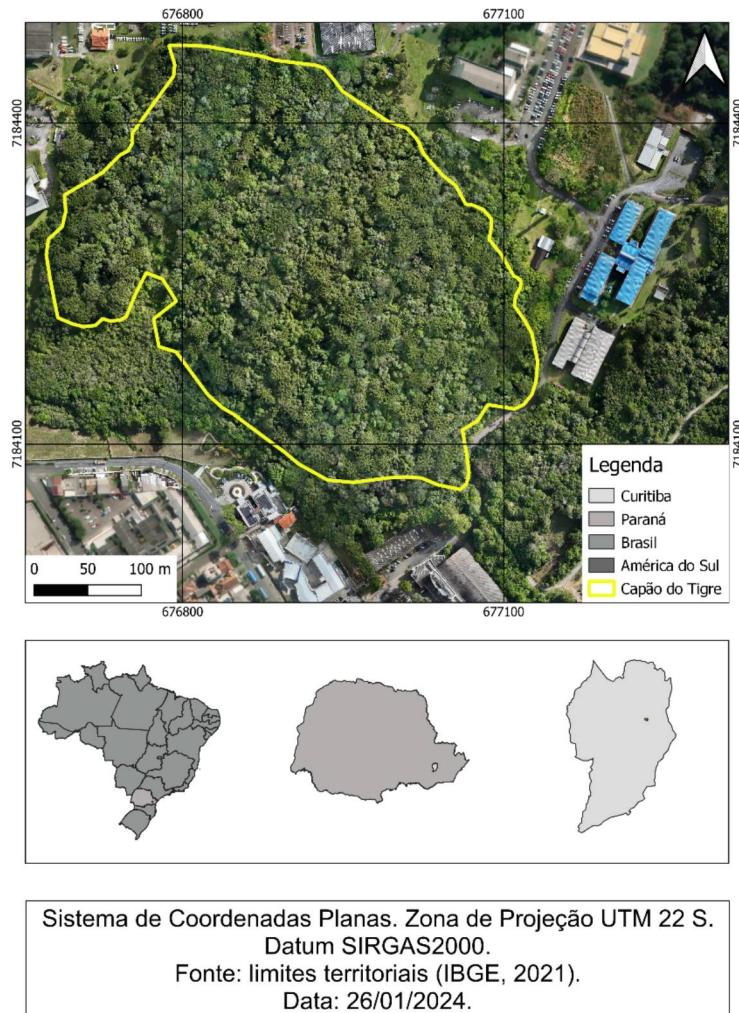 676800
677100
7184400
7184400
7184100
7184100
Legenda
Curitiba
Paraná
Brasil
América do Sul
Capão do Tigre
0 50 100 m
676800
677100
Sistema de Coordenadas Planas. Zona de Projeção UTM 22 S.
Datum SIRGAS2000.
Fonte: limites territoriais (IBGE, 2021).
Data: 26/01/2024.